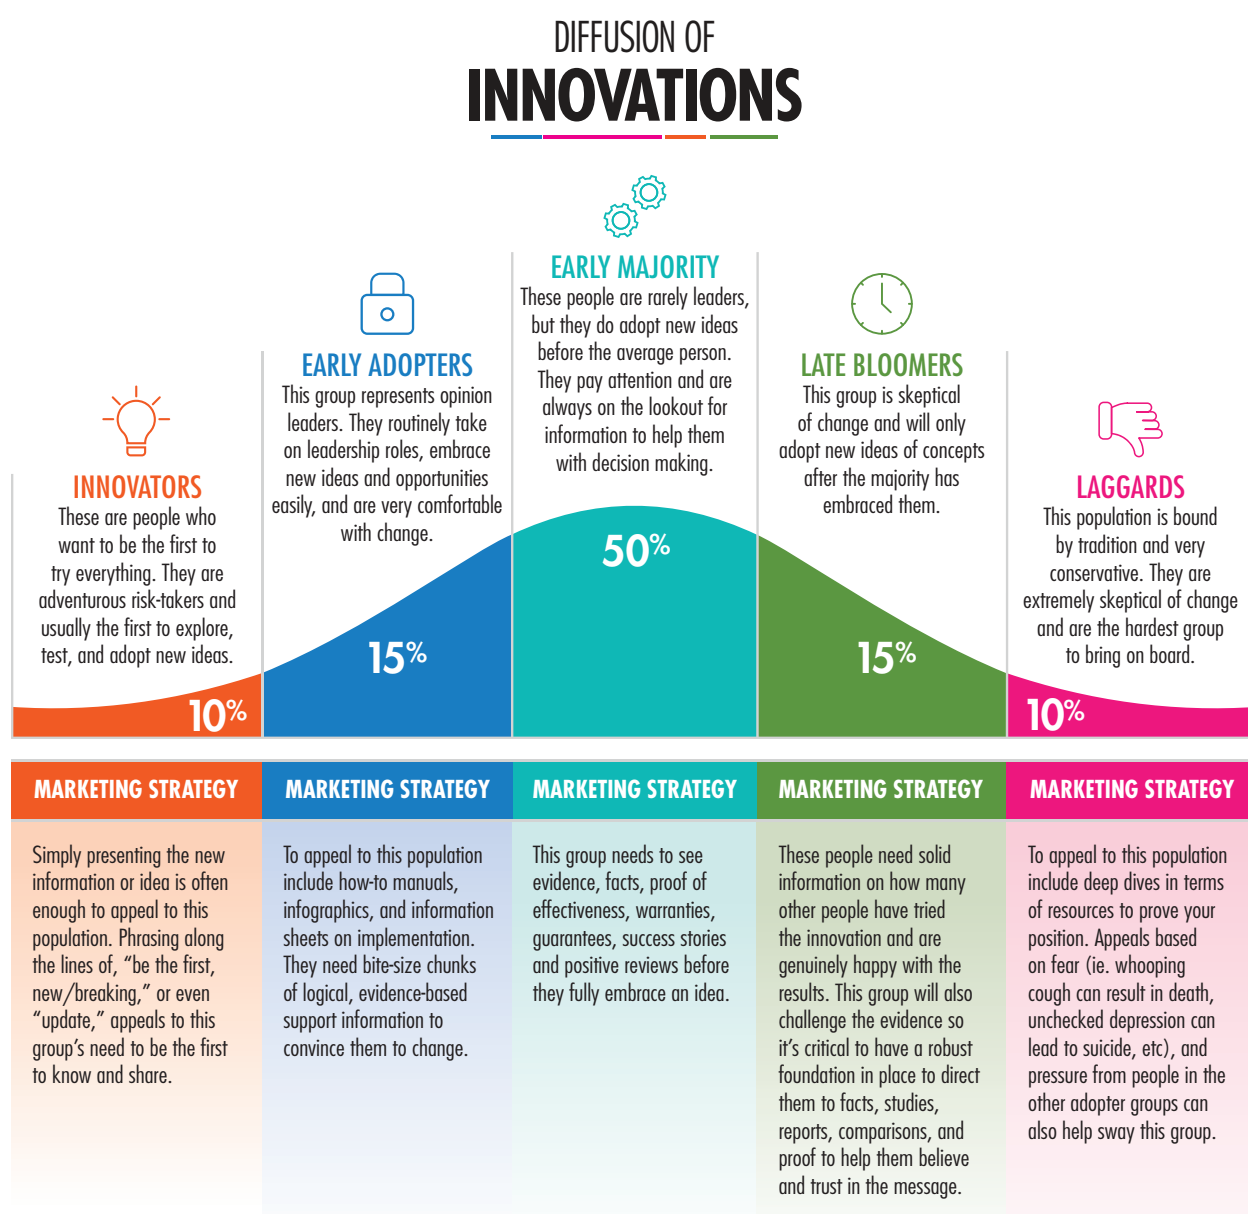 DIFFUSION OF
INNOVATIONS
INNOVATORS
These are people who
want to be the first to
try everything. They are
adventurous risk-takers and
usually the first to explore,
test, and adopt new ideas.
10%
EARLY ADOPTERS
This group represents opinion
leaders. They routinely take
on leadership roles, embrace
new ideas and opportunities
easily, and are very comfortable
with change.
15%
EARLY MAJORITY
These people are rarely leaders,
but they do adopt new ideas
before the average person.
They pay attention and are
always on the lookout for
information to help them
with decision making.
50%
LATE BLOOMERS
This group is skeptical
of change and will only
adopt new ideas of concepts
after the majority has
embraced them.
15%
LAGGARDS
This population is bound
by tradition and very
conservative. They are
extremely skeptical of change
and are the hardest group
to bring on board.
10%
MARKETING STRATEGY
Simply presenting the new
information or idea is often
enough to appeal to this
population. Phrasing along
the lines of, “be the first,
new/breaking,” or even
“update,” appeals to this
group’s need to be the first
to know and share.
MARKETING STRATEGY
To appeal to this population
include how-to manuals,
infographics, and information
sheets on implementation.
They need bite-size chunks
of logical, evidence-based
support information to
convince them to change.
MARKETING STRATEGY
This group needs to see
evidence, facts, proof of
effectiveness, warranties,
guarantees, success stories
and positive reviews before
they fully embrace an idea.
MARKETING STRATEGY
These people need solid
information on how many
other people have tried
the innovation and are
genuinely happy with the
results. This group will also
challenge the evidence so
it’s critical to have a robust
foundation in place to direct
them to facts, studies,
reports, comparisons, and
proof to help them believe
and trust in the message.
MARKETING STRATEGY
To appeal to this population
include deep dives in terms
of resources to prove your
position. Appeals based
on fear (ie. whooping
cough can result in death,
unchecked depression can
lead to suicide, etc), and
pressure from people in the
other adopter groups can
also help sway this group.